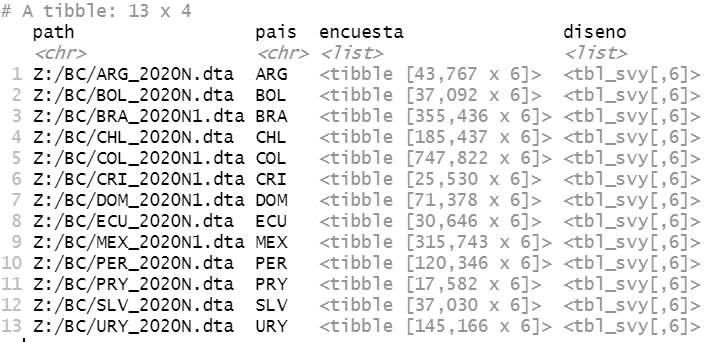 # A tibble: 13 x 4
path pais encuesta diseno
<chr> <chr> <list> <list>
1 Z:/BC/ARG_2020N.dta ARG <tibble [43,767 x 6]> <tbl_svy[,6]>
2 Z:/BC/BOL_2020N.dta BOL <tibble [37,092 x 6]> <tbl_svy[,6]>
3 Z:/BC/BRA_2020N1.dta BRA <tibble [355,436 x 6]> <tbl_svy[,6]>
4 Z:/BC/CHL_2020N.dta CHL <tibble [185,437 x 6]> <tbl_svy[,6]>
5 Z:/BC/COL_2020N1.dta COL <tibble [747,822 x 6]> <tbl_svy[,6]>
6 Z:/BC/CRI_2020N1.dta CRI <tibble [25,530 x 6]> <tbl_svy[,6]>
7 Z:/BC/DOM_2020N1.dta DOM <tibble [71,378 x 6]> <tbl_svy[,6]>
8 Z:/BC/ECU_2020N.dta ECU <tibble [30,646 x 6]> <tbl_svy[,6]>
9 Z:/BC/MEX_2020N1.dta MEX <tibble [315,743 x 6]> <tbl_svy[,6]>
10 Z:/BC/PER_2020N.dta PER <tibble [120,346 x 6]> <tbl_svy[,6]>
11 Z:/BC/PRY_2020N.dta PRY <tibble [17,582 x 6]> <tbl_svy[,6]>
12 Z:/BC/SLV_2020N.dta SLV <tibble [37,030 x 6]> <tbl_svy[,6]>
13 Z:/BC/URY_2020N.dta URY <tibble [145,166 x 6]> <tbl_svy[,6]>